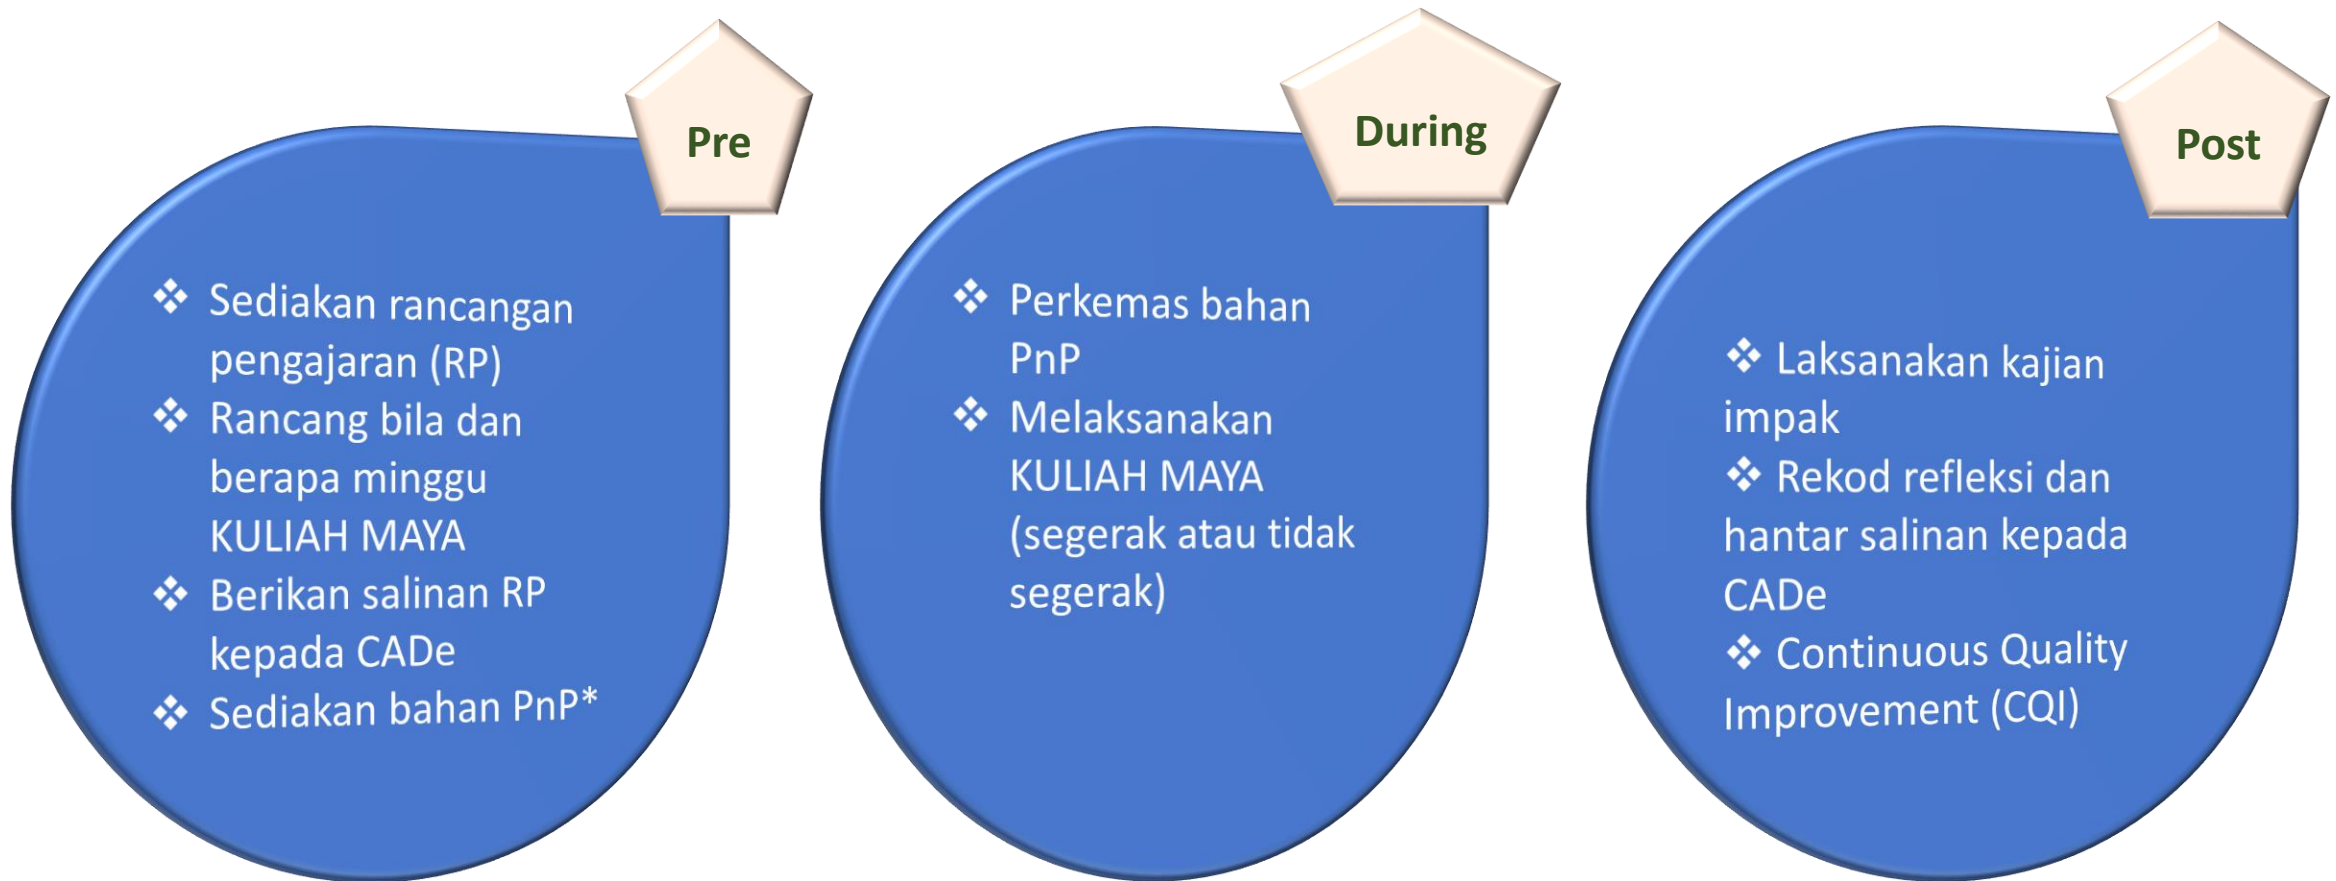 Pre
❖ Sediakan rancangan
pengajaran (RP)
❖ Rancang bila dan
berapa minggu
KULIAH MAYA
❖ Berikan salinan RP
kepada CADe
❖ Sediakan bahan PnP*
During
❖ Perkemas bahan
PnP
❖ Melaksanakan
KULIAH MAYA
(segerak atau tidak
segerak)
Post
❖ Laksanakan kajian
impak
❖ Rekod refleksi dan
hantar salinan kepada
CADe
❖ Continuous Quality
Improvement (CQI)